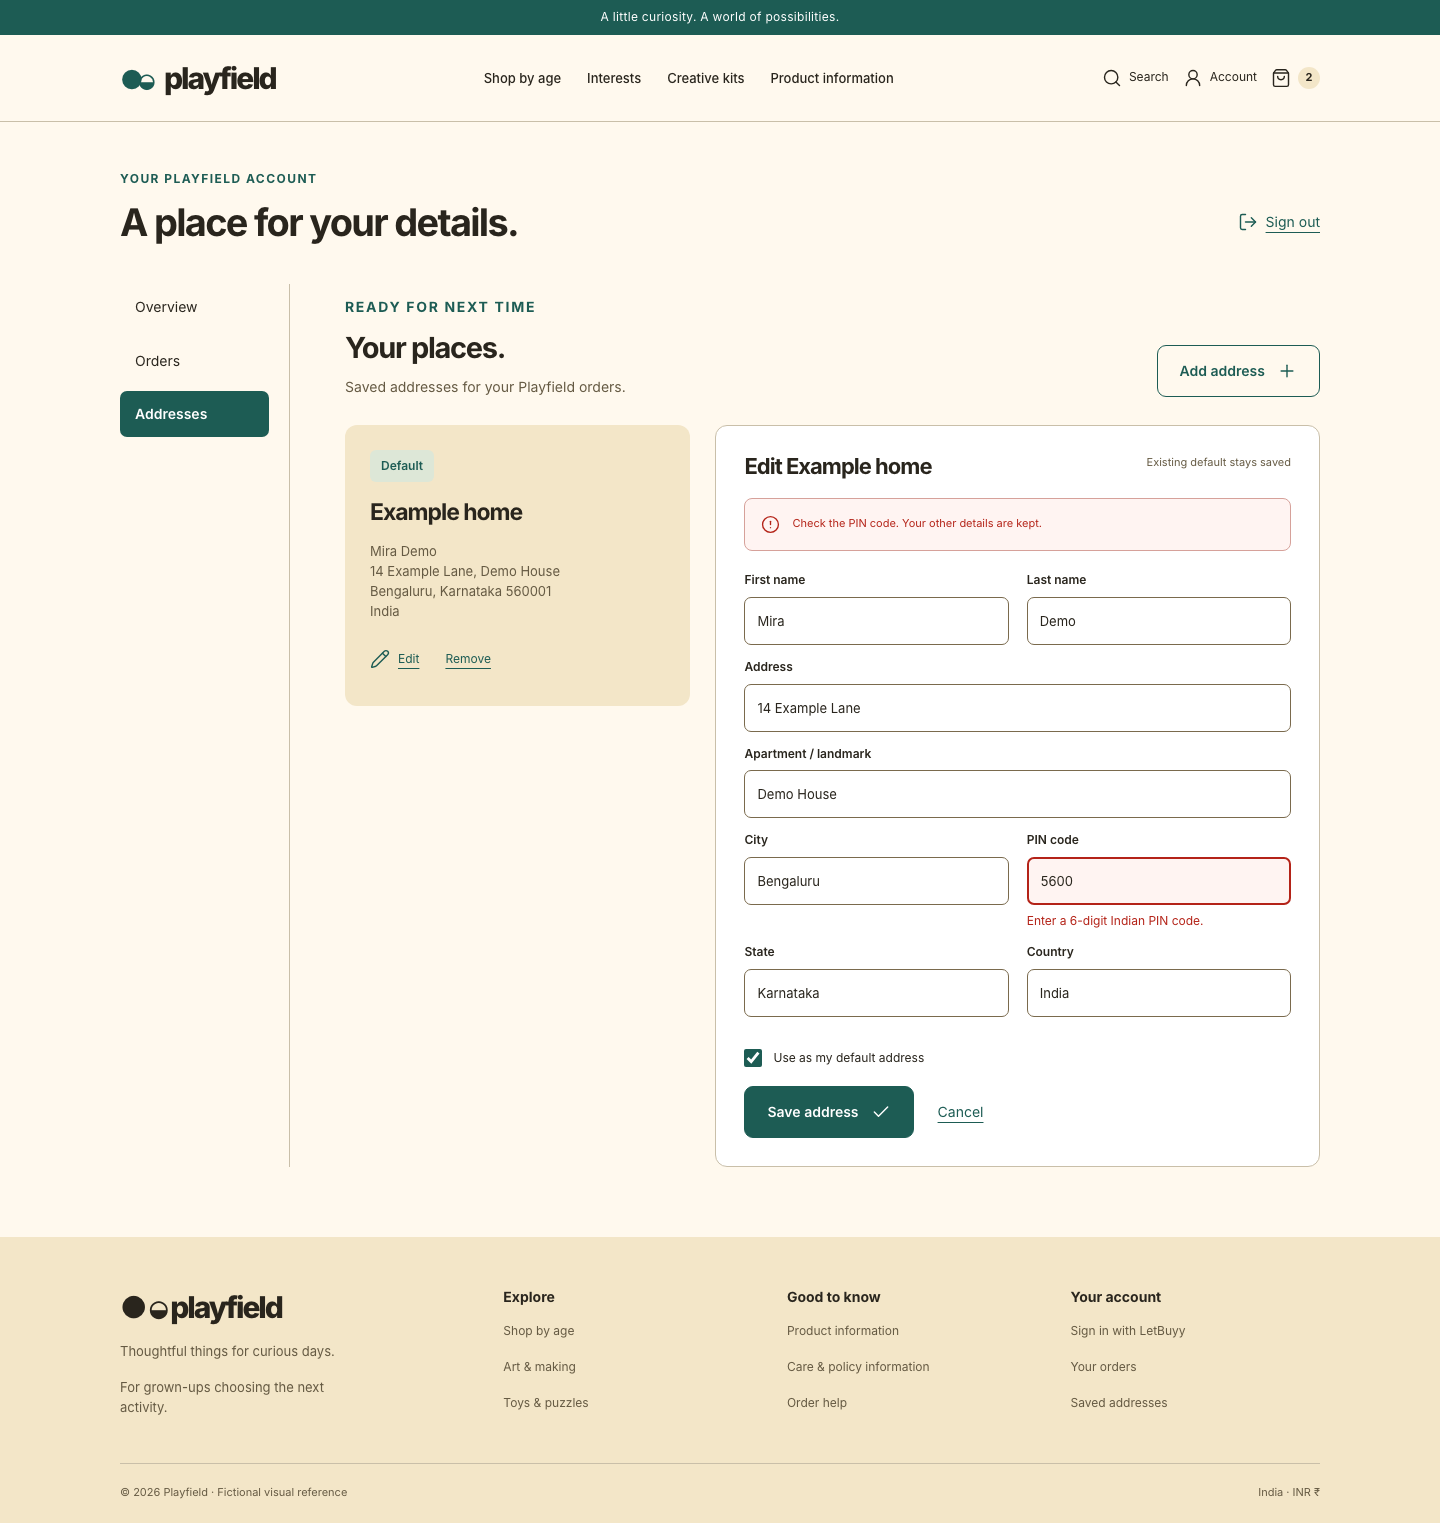 A little curiosity. A world of possibilities.
playfield
Shop by age
Interests
Creative kits
Product information
Search
Account
2
YOUR PLAYFIELD ACCOUNT
A place for your details.
Sign out
Overview
Orders
Addresses
READY FOR NEXT TIME
Your places.
Saved addresses for your Playfield orders.
Add address
Default
Example home
Mira Demo
14 Example Lane, Demo House
Bengaluru, Karnataka 560001
India
Edit
Remove
Edit Example home
Existing default stays saved
Check the PIN code. Your other details are kept.
First name
Last name
Mira
Demo
Address
14 Example Lane
Apartment / landmark
Demo House
City
PIN code
Bengaluru
5600
Enter a 6-digit Indian PIN code.
State
Country
Karnataka
India
Use as my default address
Save address
Cancel
playfield
Thoughtful things for curious days.
For grown-ups choosing the next
activity.
Explore
Shop by age
Art & making
Toys & puzzles
Good to know
Product information
Care & policy information
Order help
Your account
Sign in with LetBuyy
Your orders
Saved addresses
© 2026 Playfield · Fictional visual reference
India · INR ₹